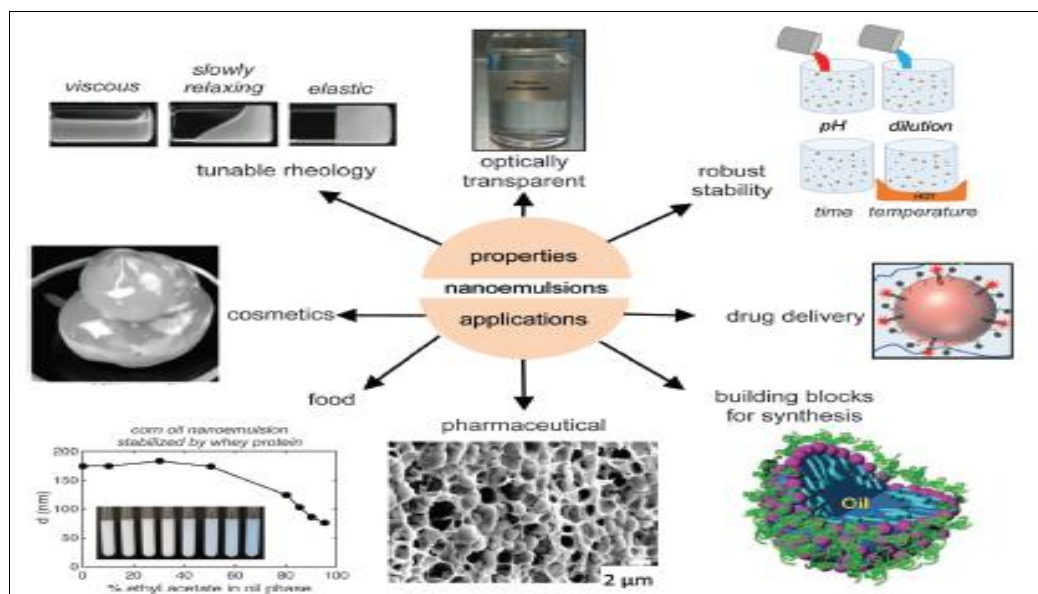 viscous
slowly
relaxing
elastic
tunable rheology
optically
transparent
robust
stability
pH
dilution
time
temperature
HOT
properties
nanoemulsions
applications
cosmetics
drug delivery
food
pharmaceutical
building blocks
for synthesis
corn oil nanoemulsion
stabilized by whey protein
d (nm)
200
150
100
50
0
0
20
40
60
80
100
% ethyl acetate in oil phase
2 μm
Oil